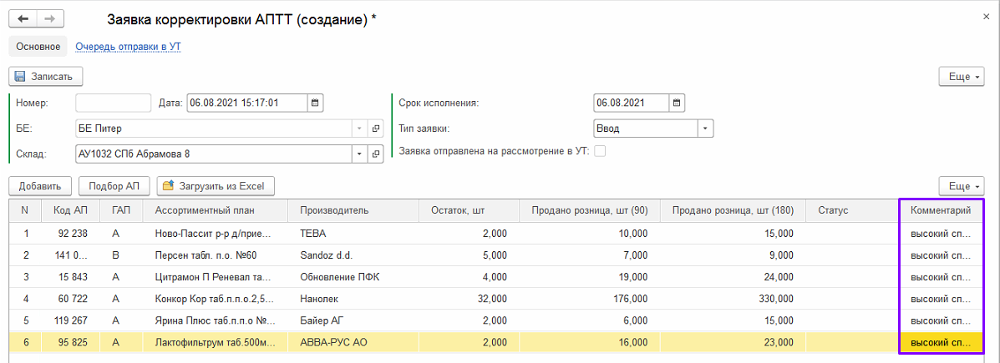 Заявка корректировки АПТТ (создание) *
Основное Очередь отправки в УТ
Записать Еще
Номер: Дата: 06.08.2021 15:17:01 Срок исполнения: 06.08.2021
БЕ: БЕ Питер Тип заявки: Ввод
Склад: АУ1032 СПб Абрамова 8 Заявка отправлена на рассмотрение в УТ:
Добавить Подбор АП Загрузить из Excel Еще
N Код АП ГАП Ассортиментный план Производитель Остаток, шт Продано розница, шт (90) Продано розница, шт (180) Статус Комментарий
1 92 238 А Ново-Пассит р-р д/прие... ТЕВА 2,000 10,000 15,000 высокий сп...
2 141 0... В Персен табл. п.о. №60 Sandoz d.d. 5,000 7,000 9,000 высокий сп...
3 15 843 А Цитрамон П Реневал та... Обновление ПФК 4,000 19,000 24,000 высокий сп...
4 60 722 А Конкор Кор таб.п.п.о.2,5... Нанолек 32,000 176,000 330,000 высокий сп...
5 119 267 А Ярина Плюс таб.п.п.о №... Байер АГ 2,000 6,000 15,000 высокий сп...
6 95 825 А Лактофильтрум таб.500м... АВВА-РУС АО 2,000 16,000 23,000 высокий сп...